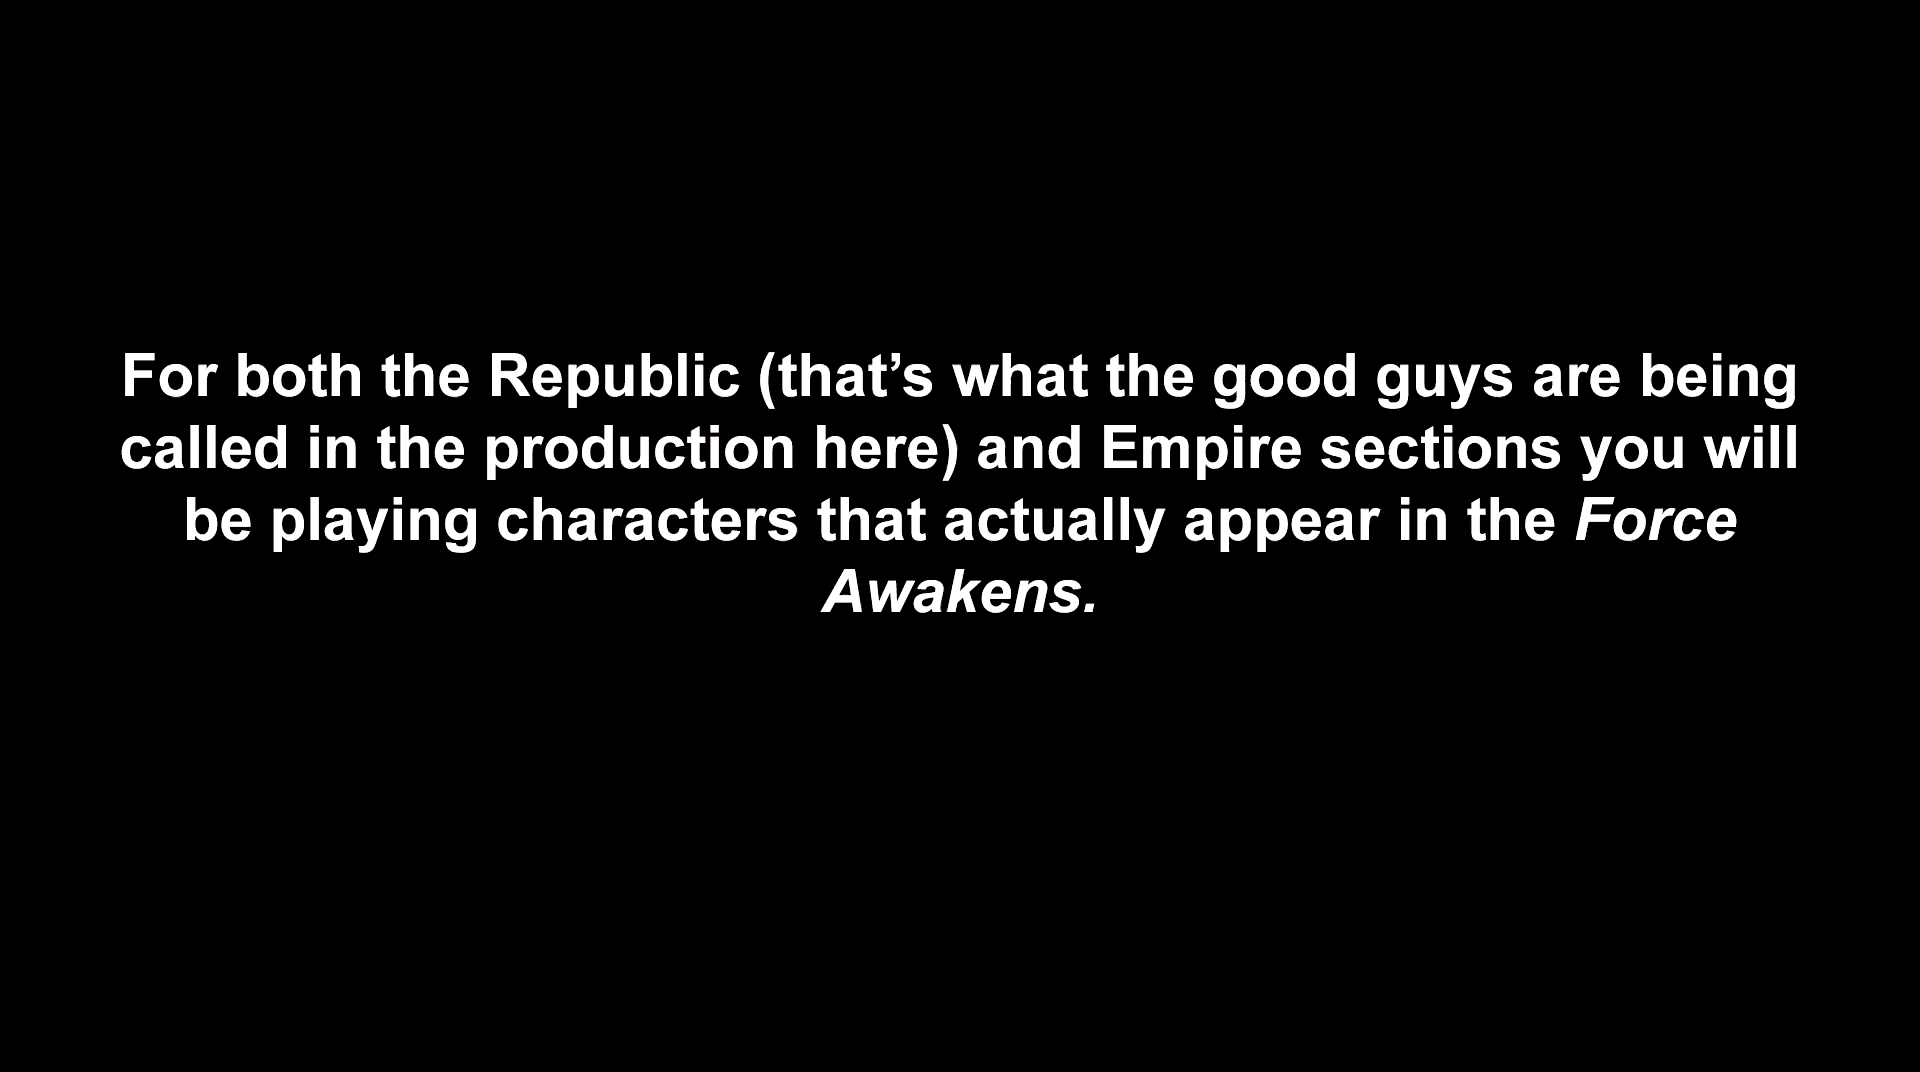 For both the Republic (that’s what the good guys are being
called in the production here) and Empire sections you will
be playing characters that actually appear in the Force
Awakens.